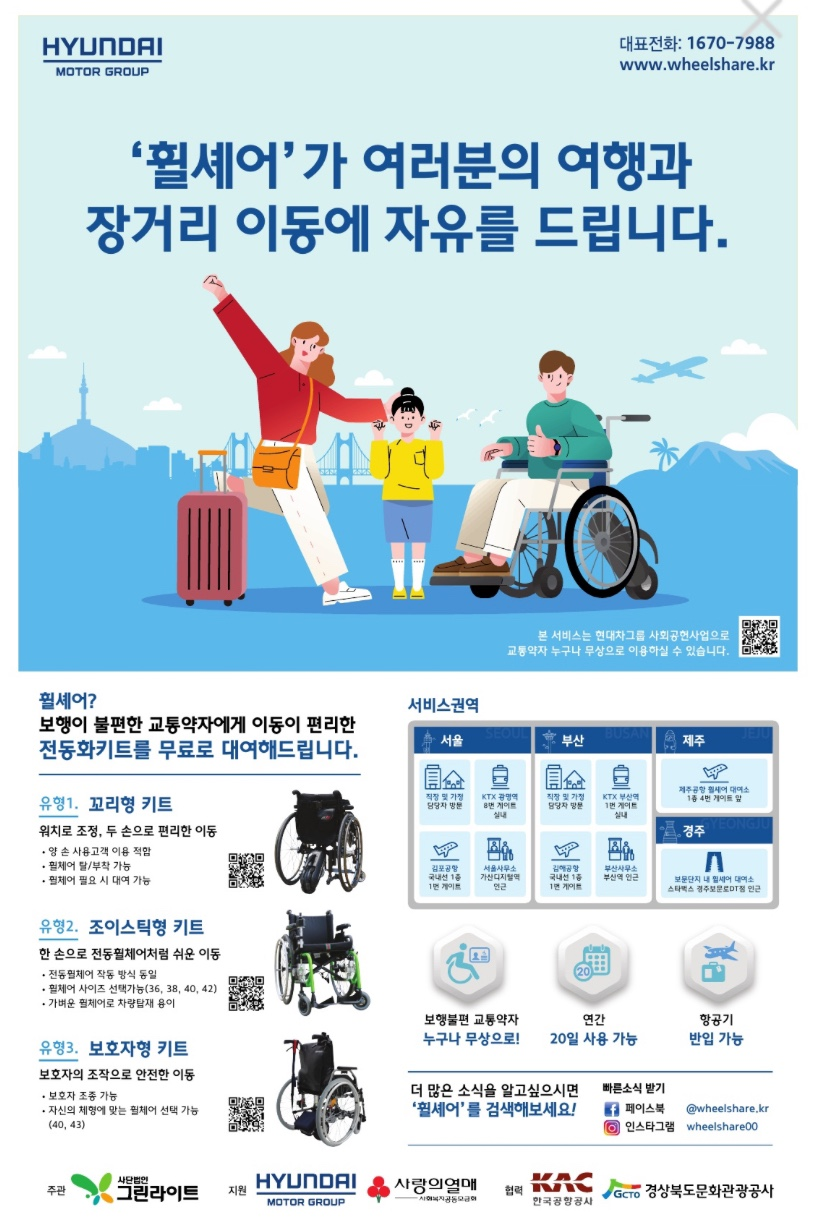 HYUNDAI
MOTOR GROUP
대표전화: 1670-7988
www.wheelshare.kr
‘휠셰어’가 여러분의 여행과
장거리 이동에 자유를 드립니다.
본 서비스는 현대차그룹 사회공헌사업으로
교통약자 누구나 무상으로 이용하실 수 있습니다.
휠셰어?
보행이 불편한 교통약자에게 이동이 편리한
전동화키트를 무료로 대여해드립니다.
유형1. 꼬리형 키트
위치로 조정, 두 손으로 편리한 이동
• 양 손 사용고객 이용 적합
• 휠체어 탈/부착 가능
• 휠체어 필요 시 대여 가능
유형2. 조이스틱형 키트
한 손으로 전동휠체어처럼 쉬운 이동
• 전동휠체어 작동 방식 동일
• 휠체어 사이즈 선택가능(36, 38, 40, 42)
• 가벼운 휠체어로 차량탑재 용이
유형3. 보호자형 키트
보호자의 조작으로 안전한 이동
• 보호자 조종 가능
• 자신의 체형에 맞는 휠체어 선택 가능
(40, 43)
서비스권역
서울 SEOUL
직장 및 가정
담당자 방문
KTX 광명역
8번 게이트
실내
김포공항
국내선 1층
1번 게이트
서울사무소
가산디지털역
인근
부산 BUSAN
직장 및 가정
담당자 방문
KTX 부산역
1번 게이트
실내
김해공항
국내선 1층
1번 게이트
부산사무소
부산역 인근
제주 JEJU
제주공항 휠셰어 대여소
1층 4번 게이트 앞
경주 GYEONGJU
보문단지 내 휠셰어 대여소
스타벅스 경주보문로DT점 인근
보행불편 교통약자
누구나 무상으로!
20
연간
20일 사용 가능
항공기
반입 가능
더 많은 소식을 알고싶으시면
‘휠셰어’를 검색해보세요!
빠른소식 받기
페이스북 @wheelshare.kr
인스타그램 wheelshare00
주관 사단법인
그린라이트
지원 HYUNDAI
MOTOR GROUP
사랑의열매
사회복지공동모금회
협력 KAC
한국공항공사
GCTO 경상북도문화관광공사